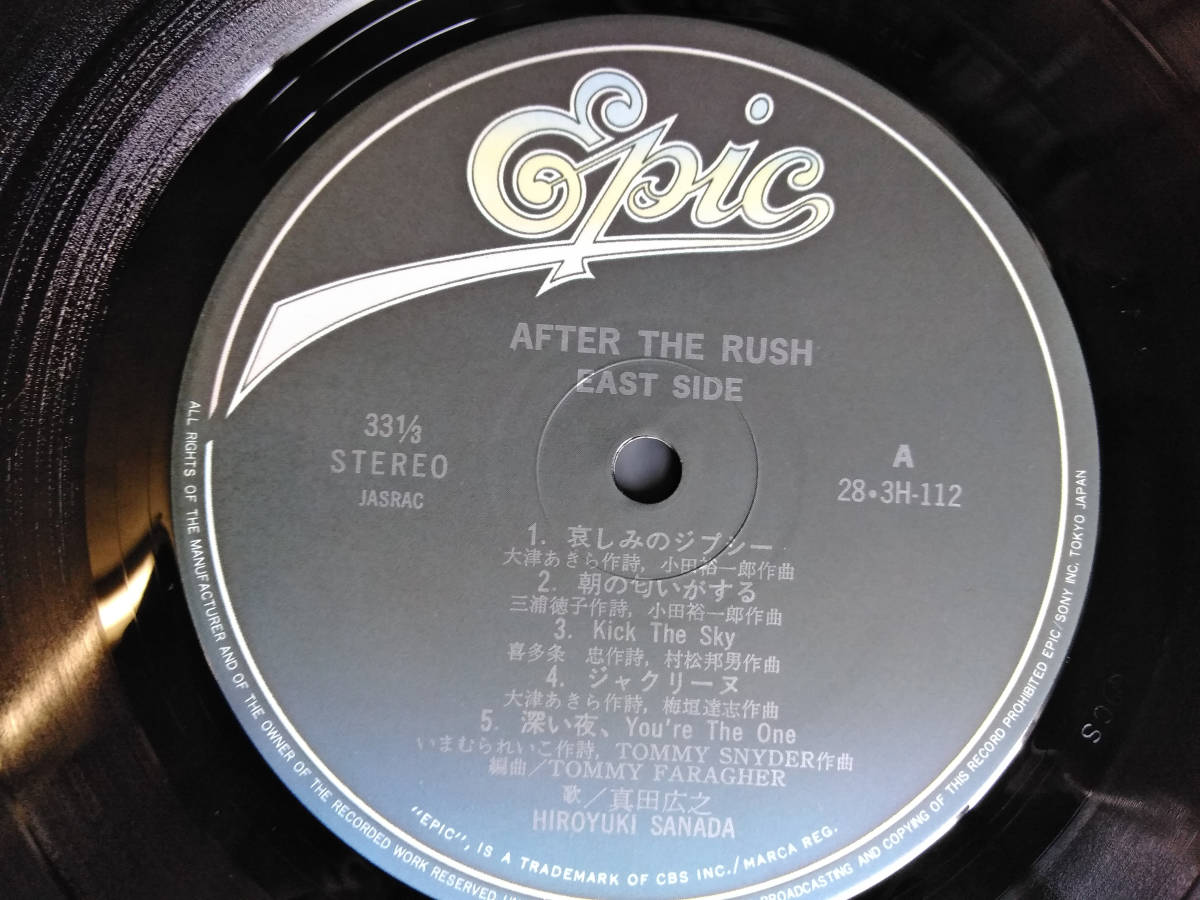 Epic
AFTER THE RUSH
EAST SIDE
33⅓
STEREO
JASRAC
A
28・3H-112
1. 哀しみのジプシー
大津あきら作詩, 小田裕一郎作曲
2. 朝の匂いがする
三浦徳子作詩, 小田裕一郎作曲
3. Kick The Sky
喜多条 忠作詩, 村松邦男作曲
4. ジャクリーヌ
大津あきら作詩, 梅垣達志作曲
5. 深い夜、You're The One
いまむられいこ作詩, TOMMY SNYDER作曲
編曲／TOMMY FARAGHER
歌／真田広之
HIROYUKI SANADA
"EPIC", IS A TRADEMARK OF CBS INC./MARCA REG.
ALL RIGHTS OF THE MANUFACTURER AND OF THE OWNER OF THE RECORDED WORK RESERVED
BROADCASTING AND COPYING OF THIS RECORD PROHIBITED EPIC/SONY INC. TOKYO JAPAN